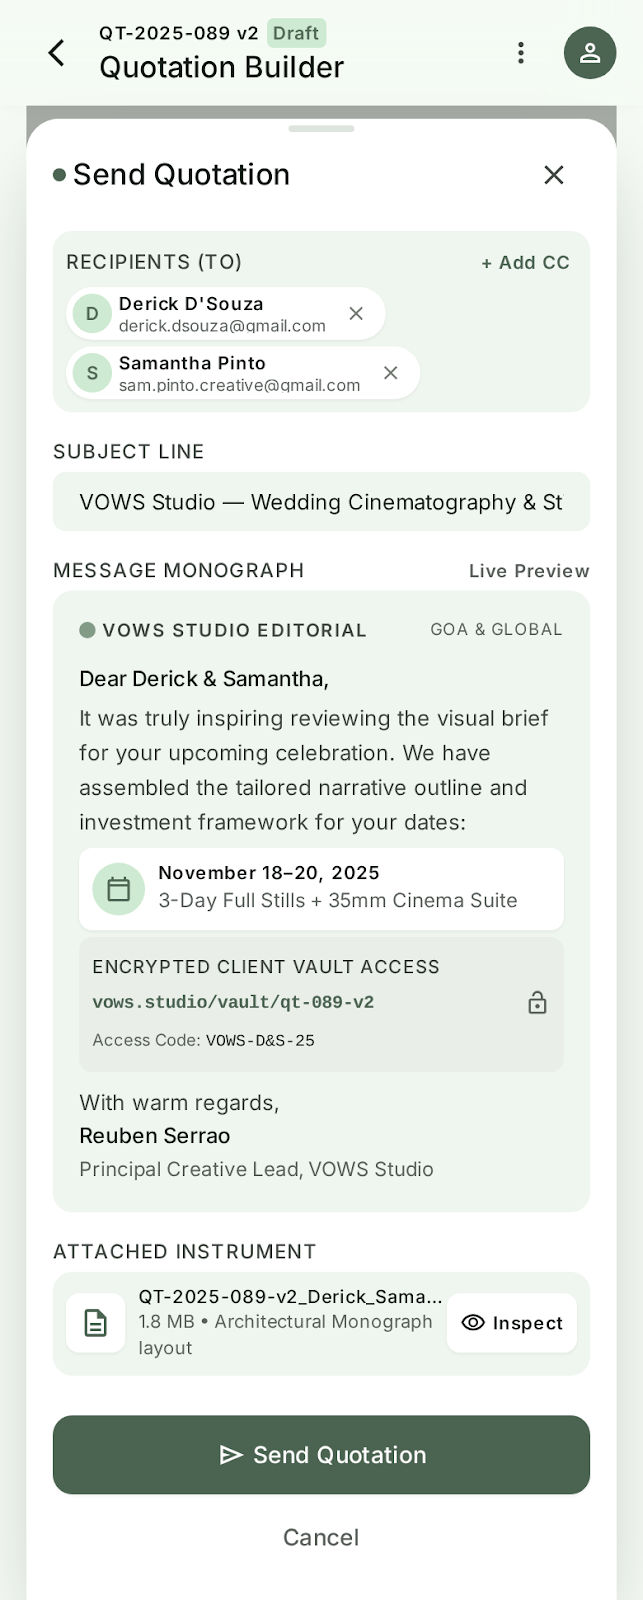 QT-2025-089 v2 Draft
Quotation Builder
Send Quotation
RECIPIENTS (TO)
+ Add CC
D
Derick D'Souza
derick.dsouza@gmail.com
S
Samantha Pinto
sam.pinto.creative@gmail.com
SUBJECT LINE
VOWS Studio — Wedding Cinematography & St
MESSAGE MONOGRAPH
Live Preview
VOWS STUDIO EDITORIAL
GOA & GLOBAL
Dear Derick & Samantha,
It was truly inspiring reviewing the visual brief
for your upcoming celebration. We have
assembled the tailored narrative outline and
investment framework for your dates:
November 18–20, 2025
3-Day Full Stills + 35mm Cinema Suite
ENCRYPTED CLIENT VAULT ACCESS
vows.studio/vault/qt-089-v2
Access Code: VOWS-D&S-25
With warm regards,
Reuben Serrao
Principal Creative Lead, VOWS Studio
ATTACHED INSTRUMENT
QT-2025-089-v2_Derick_Sama...
1.8 MB • Architectural Monograph
layout
Inspect
Send Quotation
Cancel